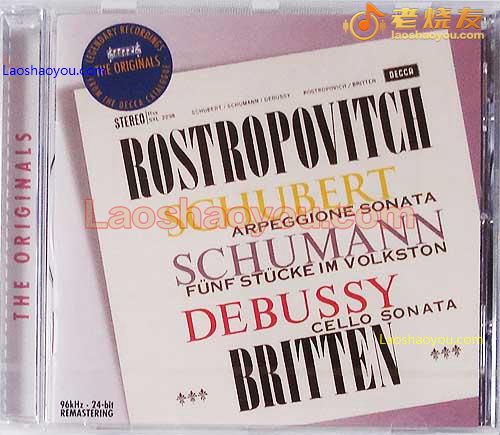 老烧友
laoshaoyou.com
LEGENDARY RECORDINGS
THE ORIGINALS
FROM THE DECCA CATALOGUE
Laoshaoyou.com
SCHUBERT / SCHUMANN / DEBUSSY
ROSTROPOVICH / BRITTEN
DECCA
STEREO
SXL 2298
ROSTROPOVITCH
SCHUBERT
ARPEGGIONE SONATA
Laoshaoyou.com
SCHUMANN
FÜNF STÜCKE IM VOLKSTON
DEBUSSY
CELLO SONATA
Laoshaoyou.com
BRITTEN
THE ORIGINALS
Laoshaoyou.com
96kHz · 24-bit
REMASTERING